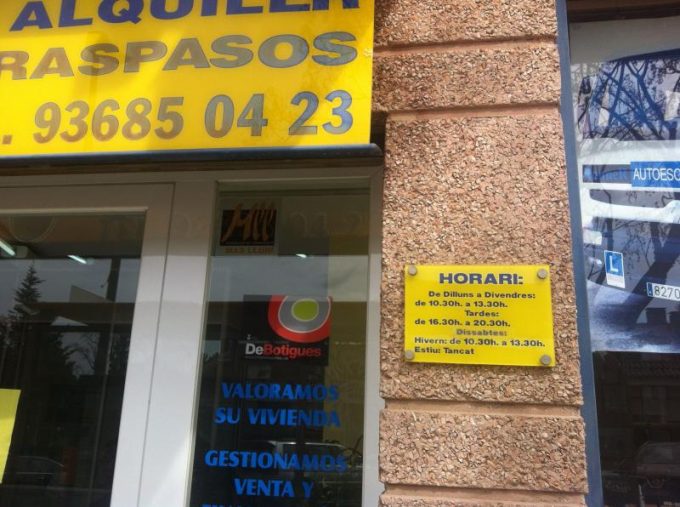 ALQUILER
RASPASOS
. 93685 04 23
HORARI:
De Dilluns a Divendres:
de 10.30h. a 13.30h.
Tardes:
de 16.30h. a 20.30h.
Dissabtes:
Hivern: de 10.30h. a 13.30h.
Estiu: Tancat
DeBotigues
VALORAMOS
SU VIVIENDA
GESTIONAMOS
VENTA Y
AUTOESC
L
8270